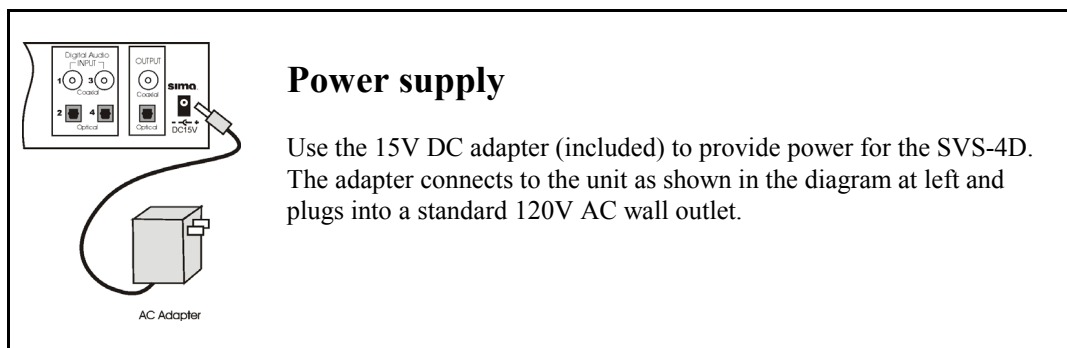 Digital Audio
INPUT
OUTPUT
1 3
Coaxial
Coaxial
sima
2 4
Optical
Optical
- +
DC15V
AC Adapter
Power supply
Use the 15V DC adapter (included) to provide power for the SVS-4D.
The adapter connects to the unit as shown in the diagram at left and
plugs into a standard 120V AC wall outlet.